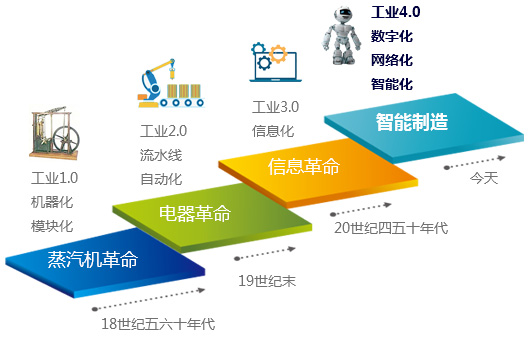 工业4.0
数字化
网络化
智能化
工业3.0
信息化
智能制造
工业2.0
流水线
自动化
信息革命
今天
工业1.0
机器化
模块化
电器革命
20世纪四五十年代
蒸汽机革命
19世纪末
18世纪五六十年代